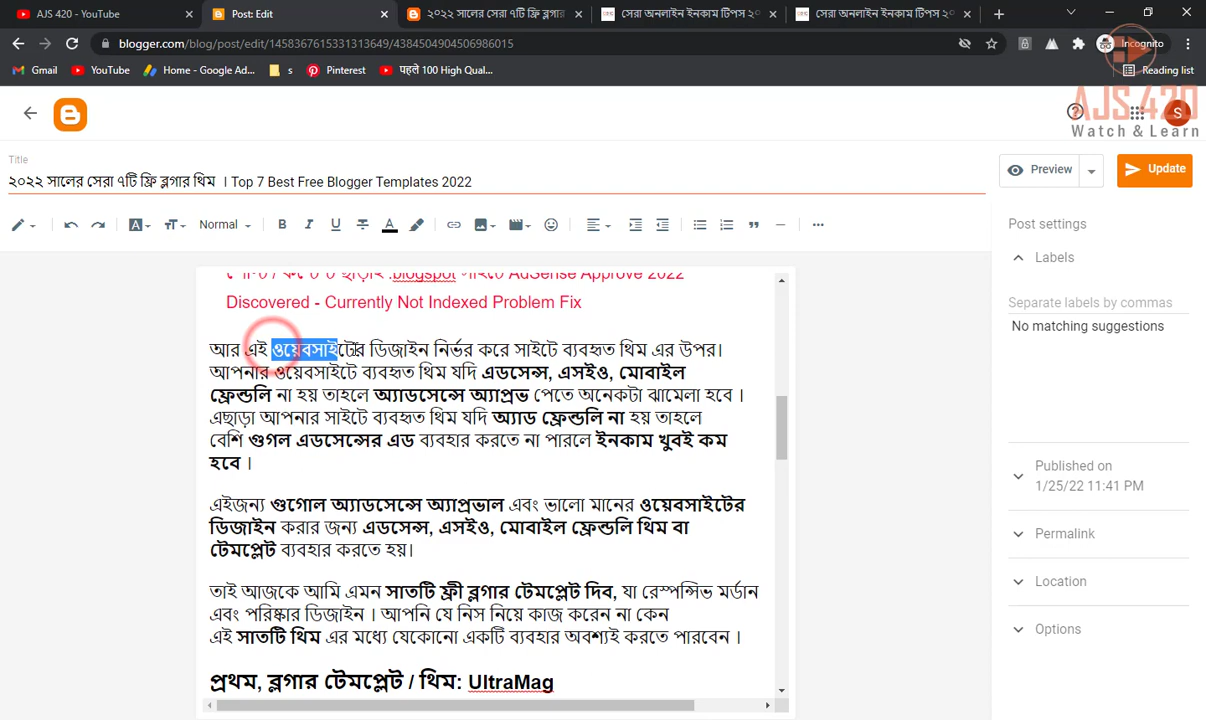 AJS 420 - YouTube
Post: Edit
২০২২ সালের সেরা ৭টি ফ্রি ব্লগার
সেরা অনলাইন ইনকাম টিপস ২০
সেরা অনলাইন ইনকাম টিপস ২০
blogger.com/blog/post/edit/1458367615331313649/4384504904506986015
Incognito
Gmail
YouTube
Home - Google Ad...
s
Pinterest
पहले 100 High Qual...
Reading list
AJS 420
Watch & Learn
S
Title
২০২২ সালের সেরা ৭টি ফ্রি ব্লগার থিম । Top 7 Best Free Blogger Templates 2022
Preview
Update
Normal
Post settings
Labels
Separate labels by commas
No matching suggestions
Published on
1/25/22 11:41 PM
Permalink
Location
Options
ছাড়াই .blogspot সাইটে AdSense Approve 2022
Discovered - Currently Not Indexed Problem Fix
আর এই ওয়েবসাইটের ডিজাইন নির্ভর করে সাইটে ব্যবহৃত থিম এর উপর।
আপনার ওয়েবসাইটে ব্যবহৃত থিম যদি এডসেন্স, এসইও, মোবাইল
ফ্রেন্ডলি না হয় তাহলে অ্যাডসেন্সে অ্যাপ্রভ পেতে অনেকটা ঝামেলা হবে ।
এছাড়া আপনার সাইটে ব্যবহৃত থিম যদি অ্যাড ফ্রেন্ডলি না হয় তাহলে
বেশি গুগল এডসেন্সের এড ব্যবহার করতে না পারলে ইনকাম খুবই কম
হবে ।
এইজন্য গুগোল অ্যাডসেন্সে অ্যাপ্রভাল এবং ভালো মানের ওয়েবসাইটের
ডিজাইন করার জন্য এডসেন্স, এসইও, মোবাইল ফ্রেন্ডলি থিম বা
টেমপ্লেট ব্যবহার করতে হয়।
তাই আজকে আমি এমন সাতটি ফ্রী ব্লগার টেমপ্লেট দিব, যা রেস্পন্সিভ মর্ডান
এবং পরিষ্কার ডিজাইন । আপনি যে নিস নিয়ে কাজ করেন না কেন
এই সাতটি থিম এর মধ্যে যেকোনো একটি ব্যবহার অবশ্যই করতে পারবেন ।
প্রথম, ব্লগার টেমপ্লেট / থিম: UltraMag